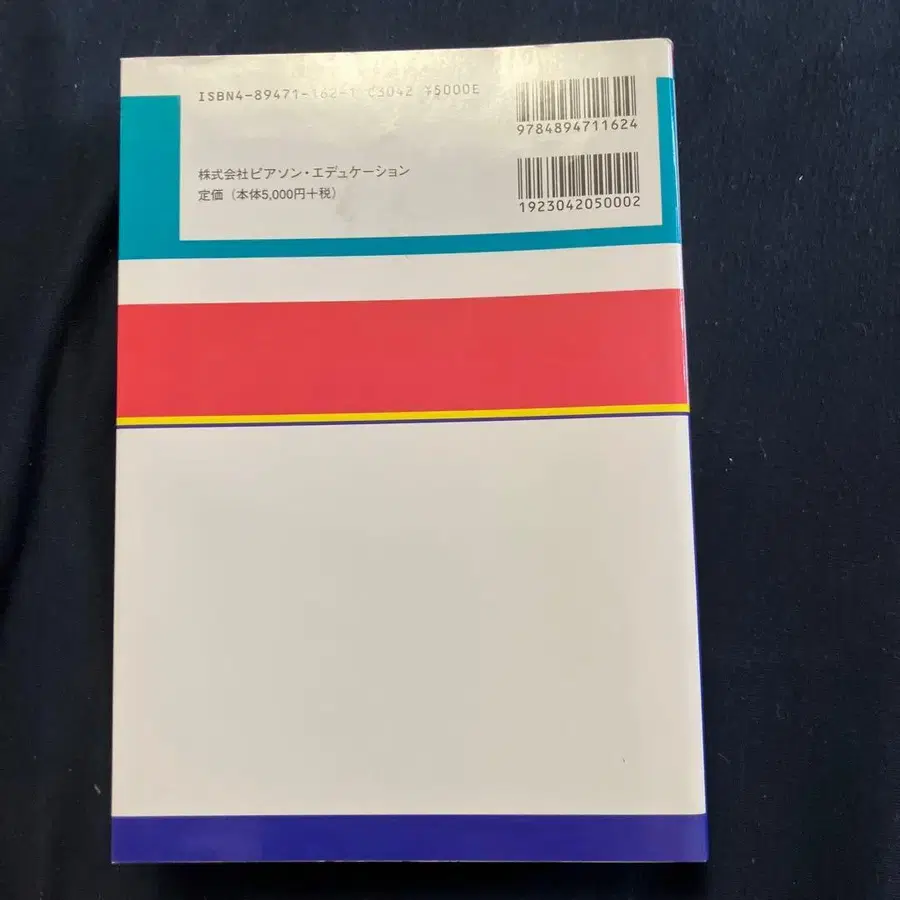 ISBN4-89471-162-1 C3042 ¥5000E
9784894711624
株式会社ピアソン・エデュケーション
定価（本体5,000円＋税）
1923042050002